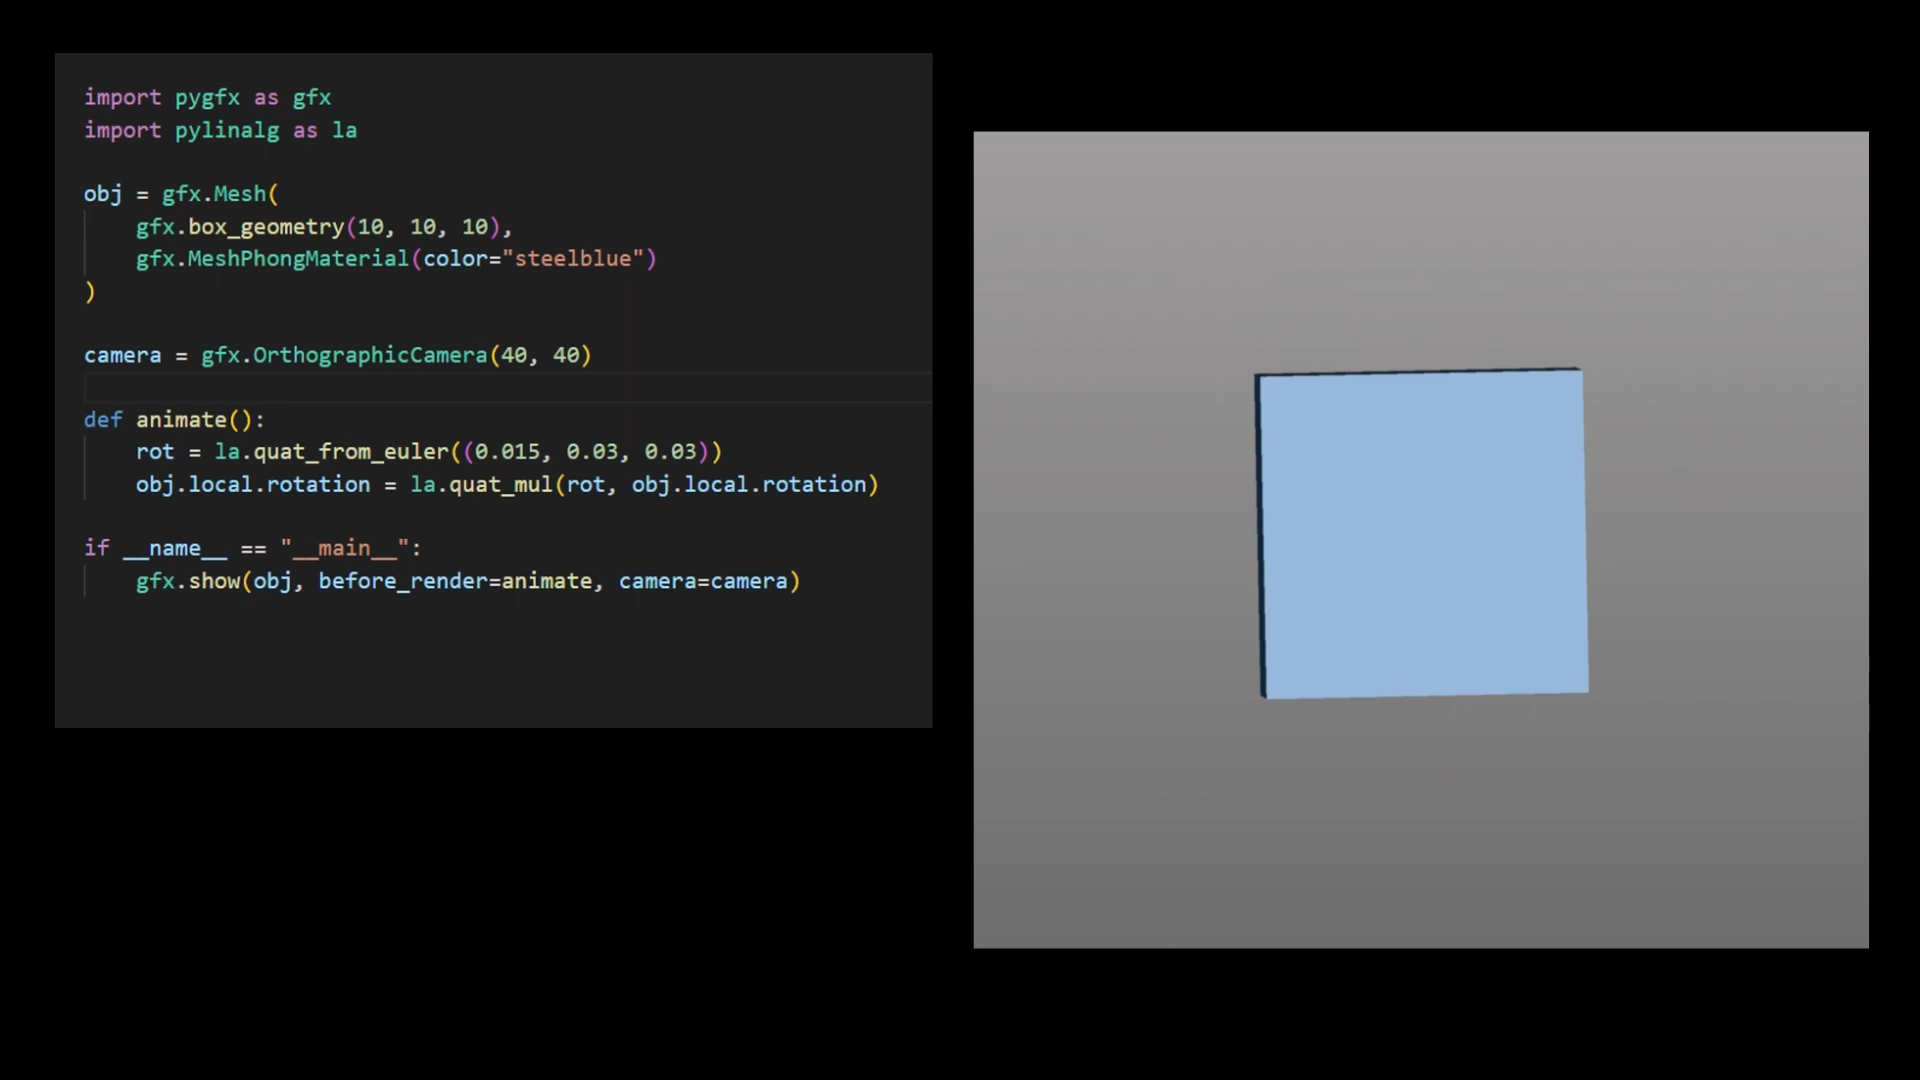 import pygfx as gfx
import pylinalg as la
obj = gfx.Mesh(
gfx.box_geometry(10, 10, 10),
gfx.MeshPhongMaterial(color="steelblue")
)
camera = gfx.OrthographicCamera(40, 40)
def animate():
rot = la.quat_from_euler((0.015, 0.03, 0.03))
obj.local.rotation = la.quat_mul(rot, obj.local.rotation)
if __name__ == "__main__":
gfx.show(obj, before_render=animate, camera=camera)